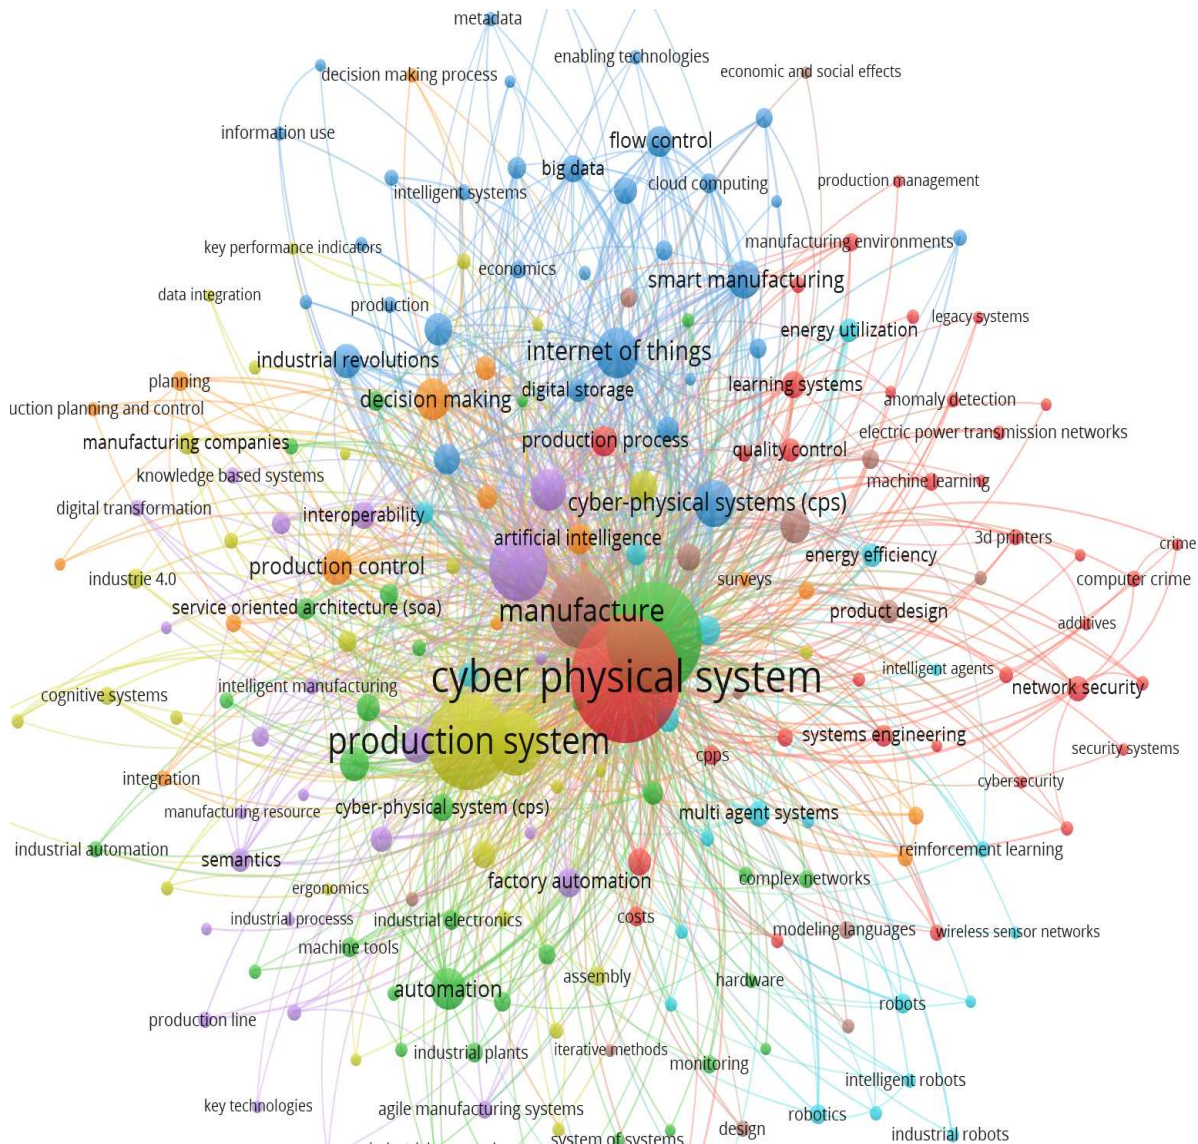 metadata
enabling technologies
decision making process
economic and social effects
information use
flow control
big data
cloud computing
production management
intelligent systems
key performance indicators
manufacturing environments
economics
smart manufacturing
data integration
production
legacy systems
energy utilization
internet of things
industrial revolutions
planning
learning systems
digital storage
decision making
anomaly detection
uction planning and control
electric power transmission networks
production process
manufacturing companies
quality control
knowledge based systems
machine learning
cyber-physical systems (cps)
digital transformation
interoperability
artificial intelligence
3d printers
crime
energy efficiency
production control
industrie 4.0
surveys
computer crime
service oriented architecture (soa)
manufacture
product design
additives
intelligent agents
cyber physical system
intelligent manufacturing
network security
cognitive systems
production system
systems engineering
security systems
cpps
integration
cybersecurity
manufacturing resource
cyber-physical system (cps)
multi agent systems
industrial automation
reinforcement learning
semantics
complex networks
factory automation
ergonomics
industrial processs
industrial electronics
costs
modeling languages
wireless sensor networks
machine tools
assembly
hardware
automation
robots
production line
industrial plants
iterative methods
monitoring
intelligent robots
key technologies
agile manufacturing systems
robotics
design
industrial robots
system of systems